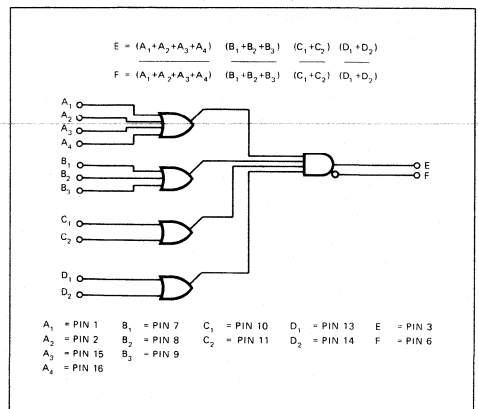 E = (A₁+A₂+A₃+A₄) (B₁+B₂+B₃) (C₁+C₂) (D₁+D₂)
F = (A₁+A₂+A₃+A₄) (B₁+B₂+B₃) (C₁+C₂) (D₁+D₂)
A₁
A₂
A₃
A₄
B₁
B₂
B₃
C₁
C₂
D₁
D₂
E
F
A₁ = PIN 1 B₁ = PIN 7 C₁ = PIN 10 D₁ = PIN 13 E = PIN 3
A₂ = PIN 2 B₂ = PIN 8 C₂ = PIN 11 D₂ = PIN 14 F = PIN 6
A₃ = PIN 15 B₃ = PIN 9
A₄ = PIN 16